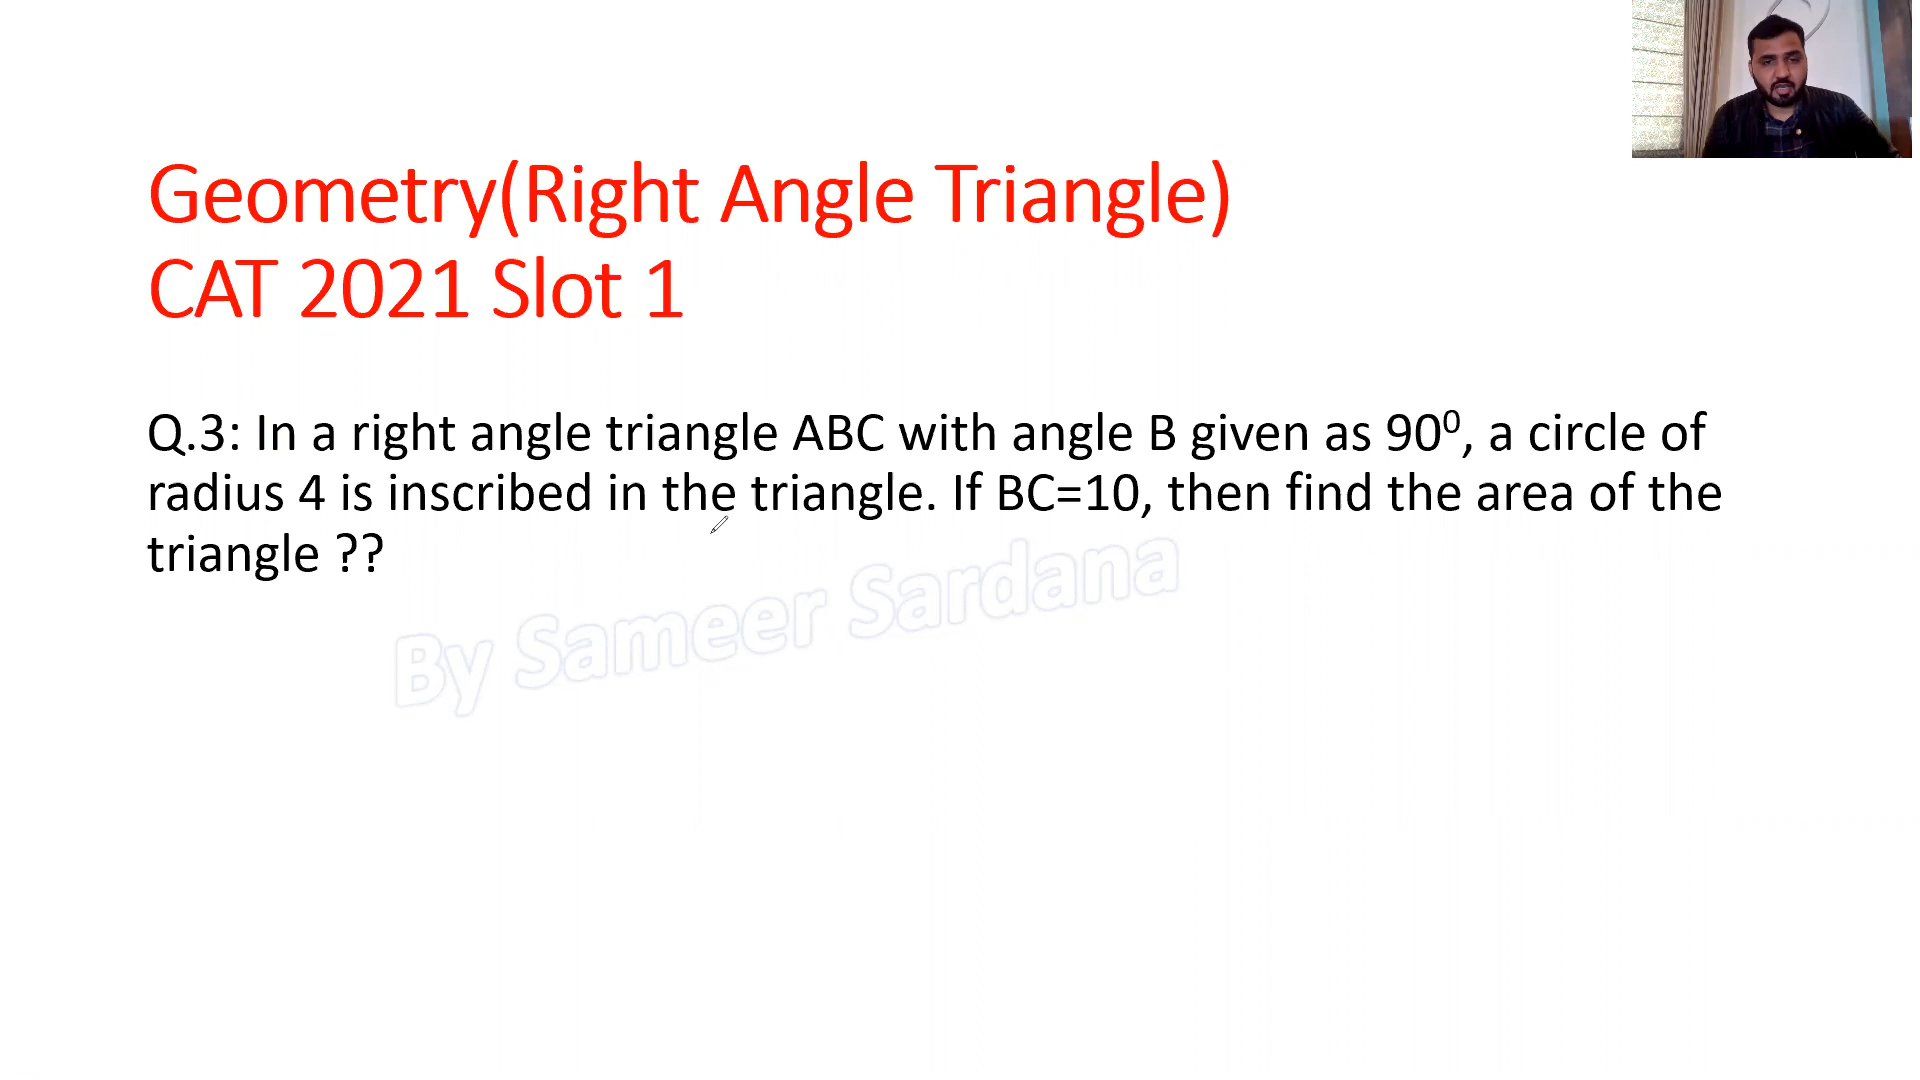 Geometry(Right Angle Triangle)
CAT 2021 Slot 1
Q.3: In a right angle triangle ABC with angle B given as 90⁰, a circle of
radius 4 is inscribed in the triangle. If BC=10, then find the area of the
triangle ??
By Sameer Sardana